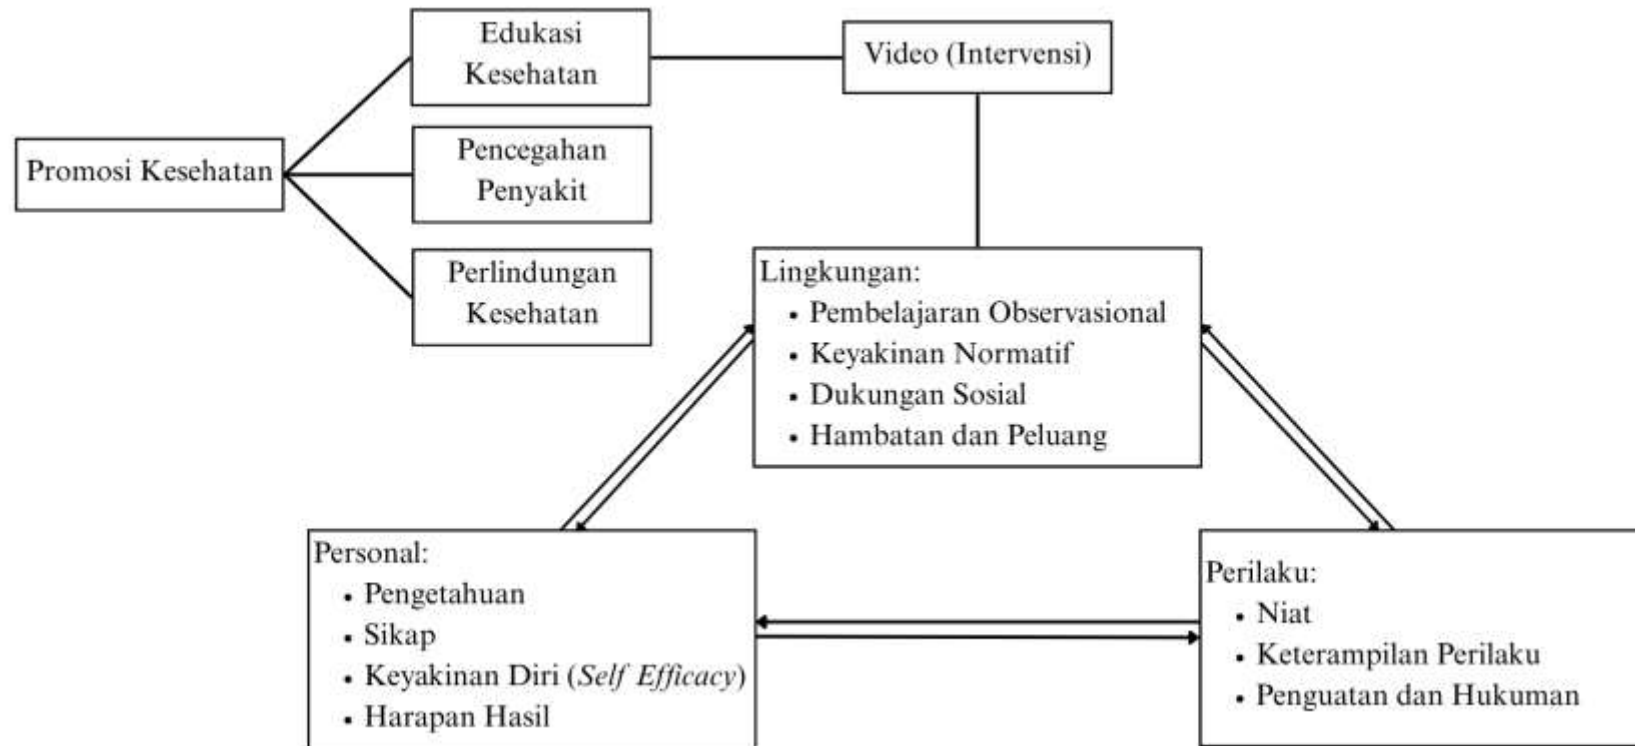 Promosi Kesehatan
Edukasi
Kesehatan
Pencegahan
Penyakit
Perlindungan
Kesehatan
Video (Intervensi)
Lingkungan:
• Pembelajaran Observasional
• Keyakinan Normatif
• Dukungan Sosial
• Hambatan dan Peluang
Personal:
• Pengetahuan
• Sikap
• Keyakinan Diri (Self Efficacy)
• Harapan Hasil
Perilaku:
• Niat
• Keterampilan Perilaku
• Penguatan dan Hukuman